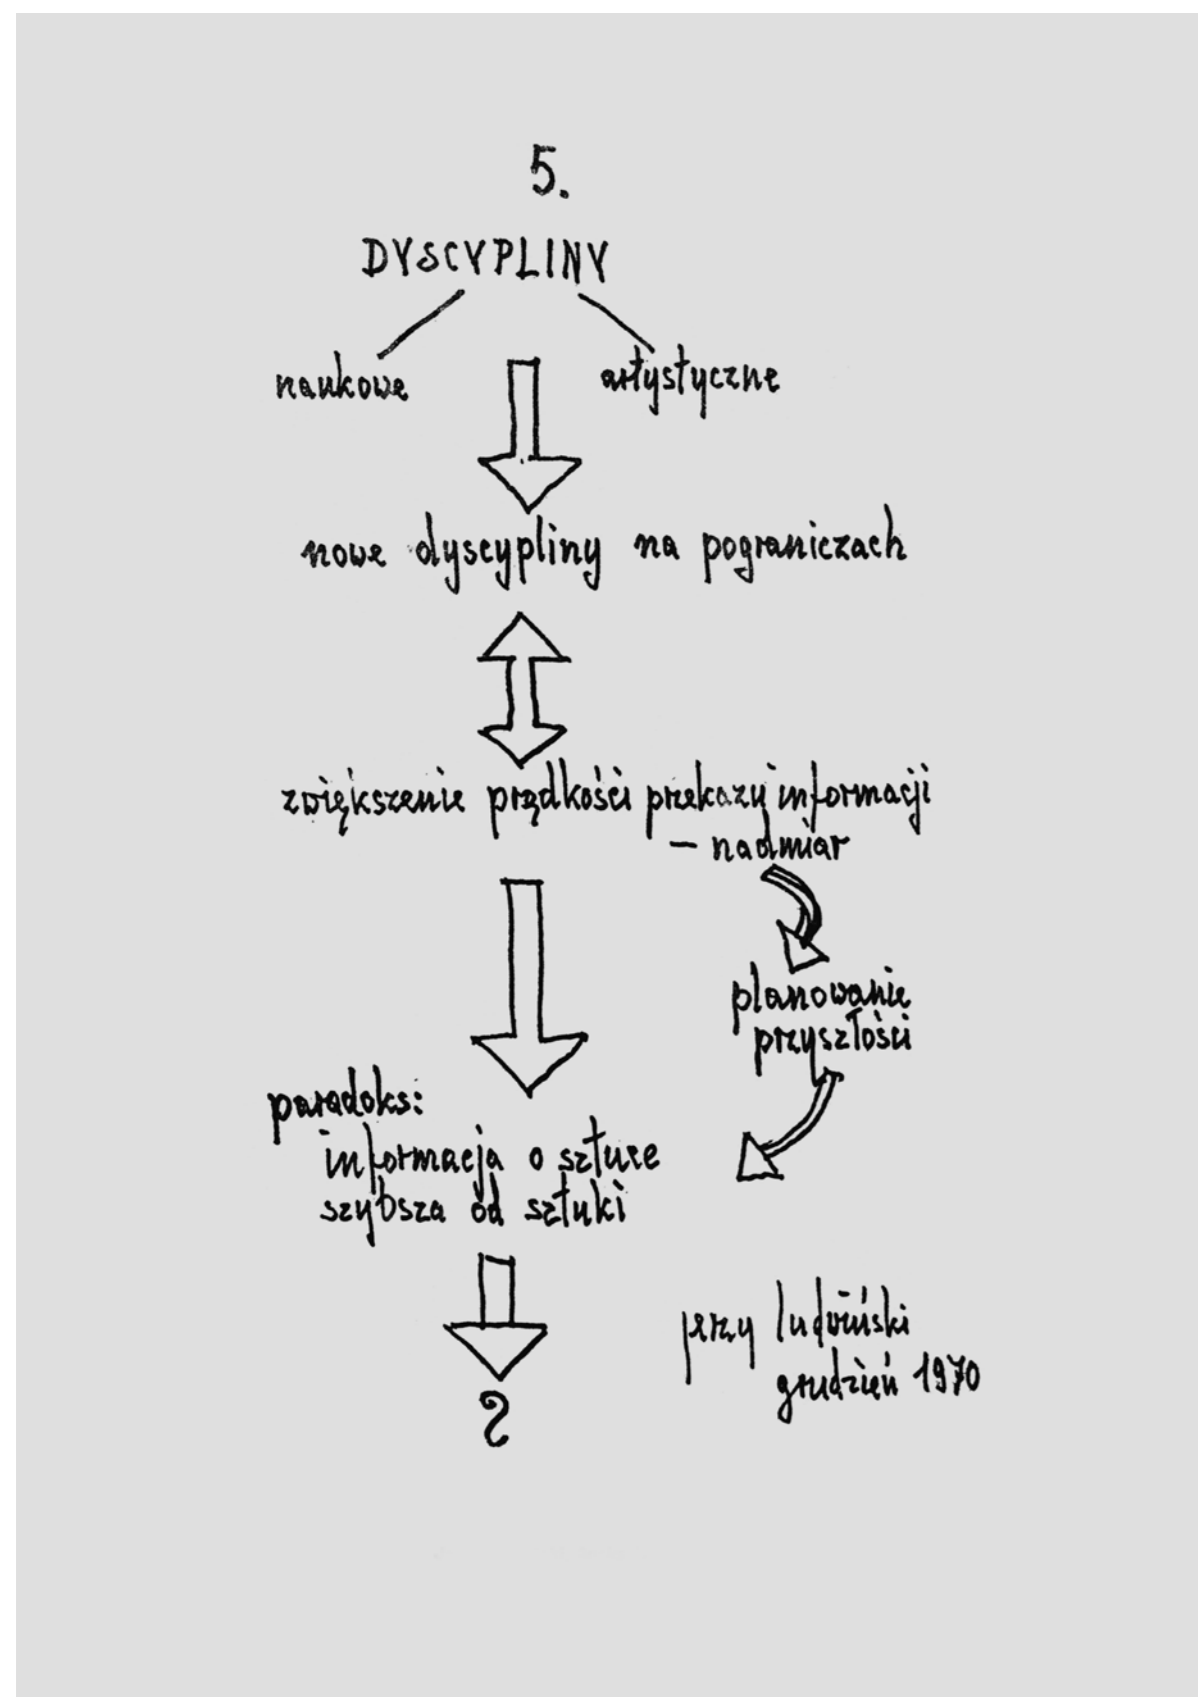 5.
DYSCYPLINY
naukowe artystyczne
nowe dyscypliny na pograniczach
zwiększenie prędkości przekazu informacji
— nadmiar
planowanie
przyszłości
paradoks:
informacja o sztuce
szybsza od sztuki
?
jerzy ludwiński
grudzień 1970